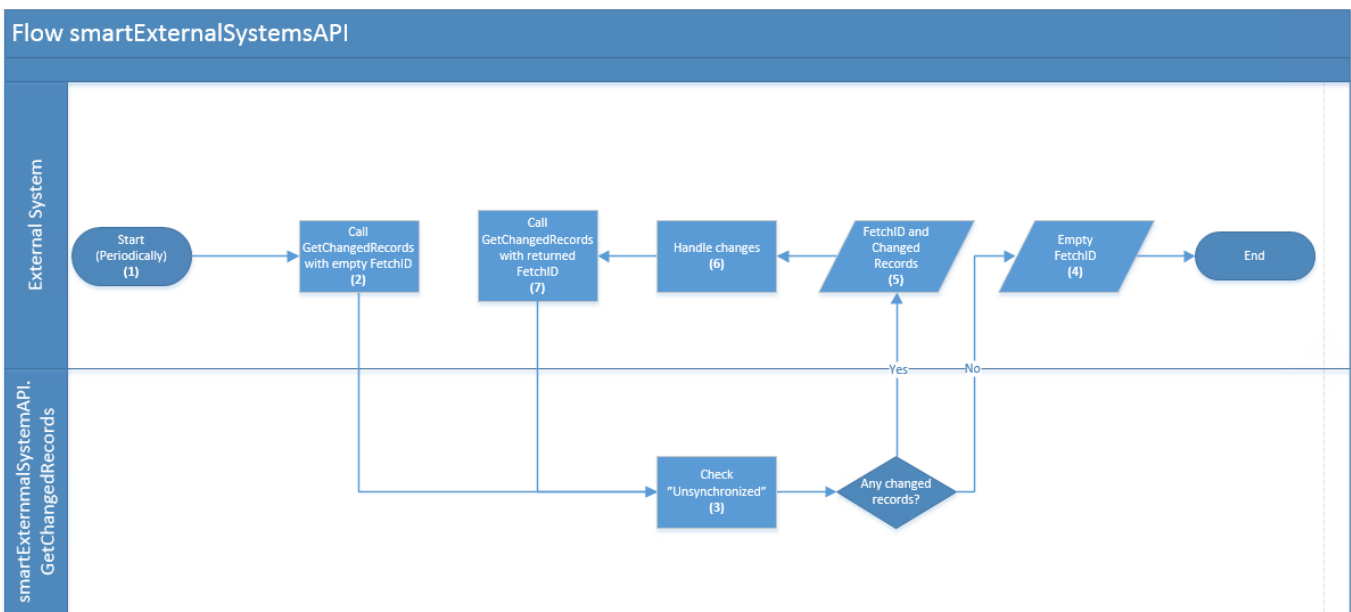 Flow smartExternalSystemsAPI
External System
Start
(Periodically)
(1)
Call
GetChangedRecords
with empty FetchID
(2)
Call
GetChangedRecords
with returned
FetchID
(7)
Handle changes
(6)
FetchID and
Changed
Records
(5)
Empty
FetchID
(4)
End
Yes
No
smartExternmalSystemAPI.
GetChangedRecords
Check
"Unsynchronized"
(3)
Any changed
records?